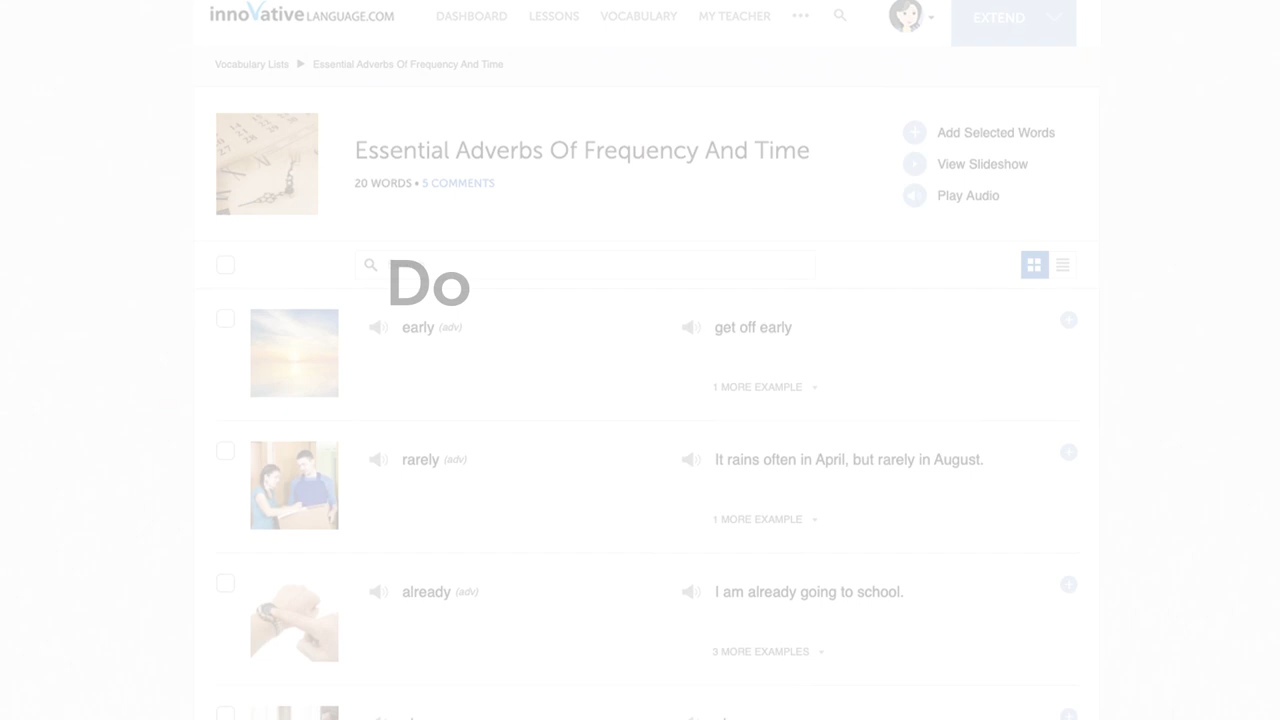 innoVative LANGUAGE.COM DASHBOARD LESSONS VOCABULARY MY TEACHER ••• EXTEND
Vocabulary Lists ▶ Essential Adverbs Of Frequency And Time
Essential Adverbs Of Frequency And Time
20 WORDS • 5 COMMENTS
Add Selected Words
View Slideshow
Play Audio
Do
early (adv) get off early
1 MORE EXAMPLE
rarely (adv) It rains often in April, but rarely in August.
1 MORE EXAMPLE
already (adv) I am already going to school.
3 MORE EXAMPLES